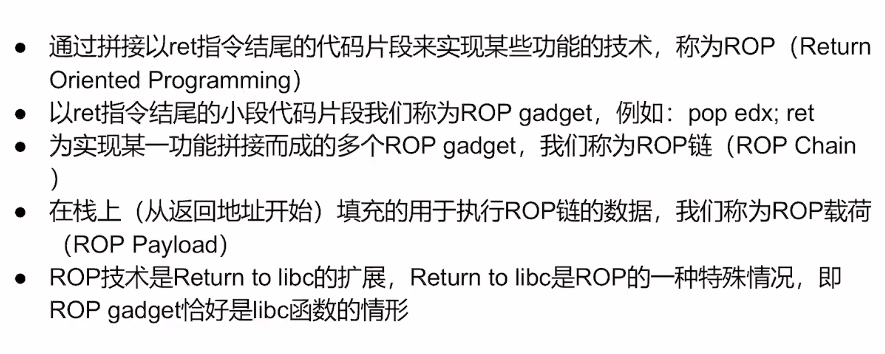 ● 通过拼接以ret指令结尾的代码片段来实现某些功能的技术，称为ROP（Return
Oriented Programming）
● 以ret指令结尾的小段代码片段我们称为ROP gadget，例如：pop edx; ret
● 为实现某一功能拼接而成的多个ROP gadget，我们称为ROP链（ROP Chain
）
● 在栈上（从返回地址开始）填充的用于执行ROP链的数据，我们称为ROP载荷
（ROP Payload）
● ROP技术是Return to libc的扩展，Return to libc是ROP的一种特殊情况，即
ROP gadget恰好是libc函数的情形